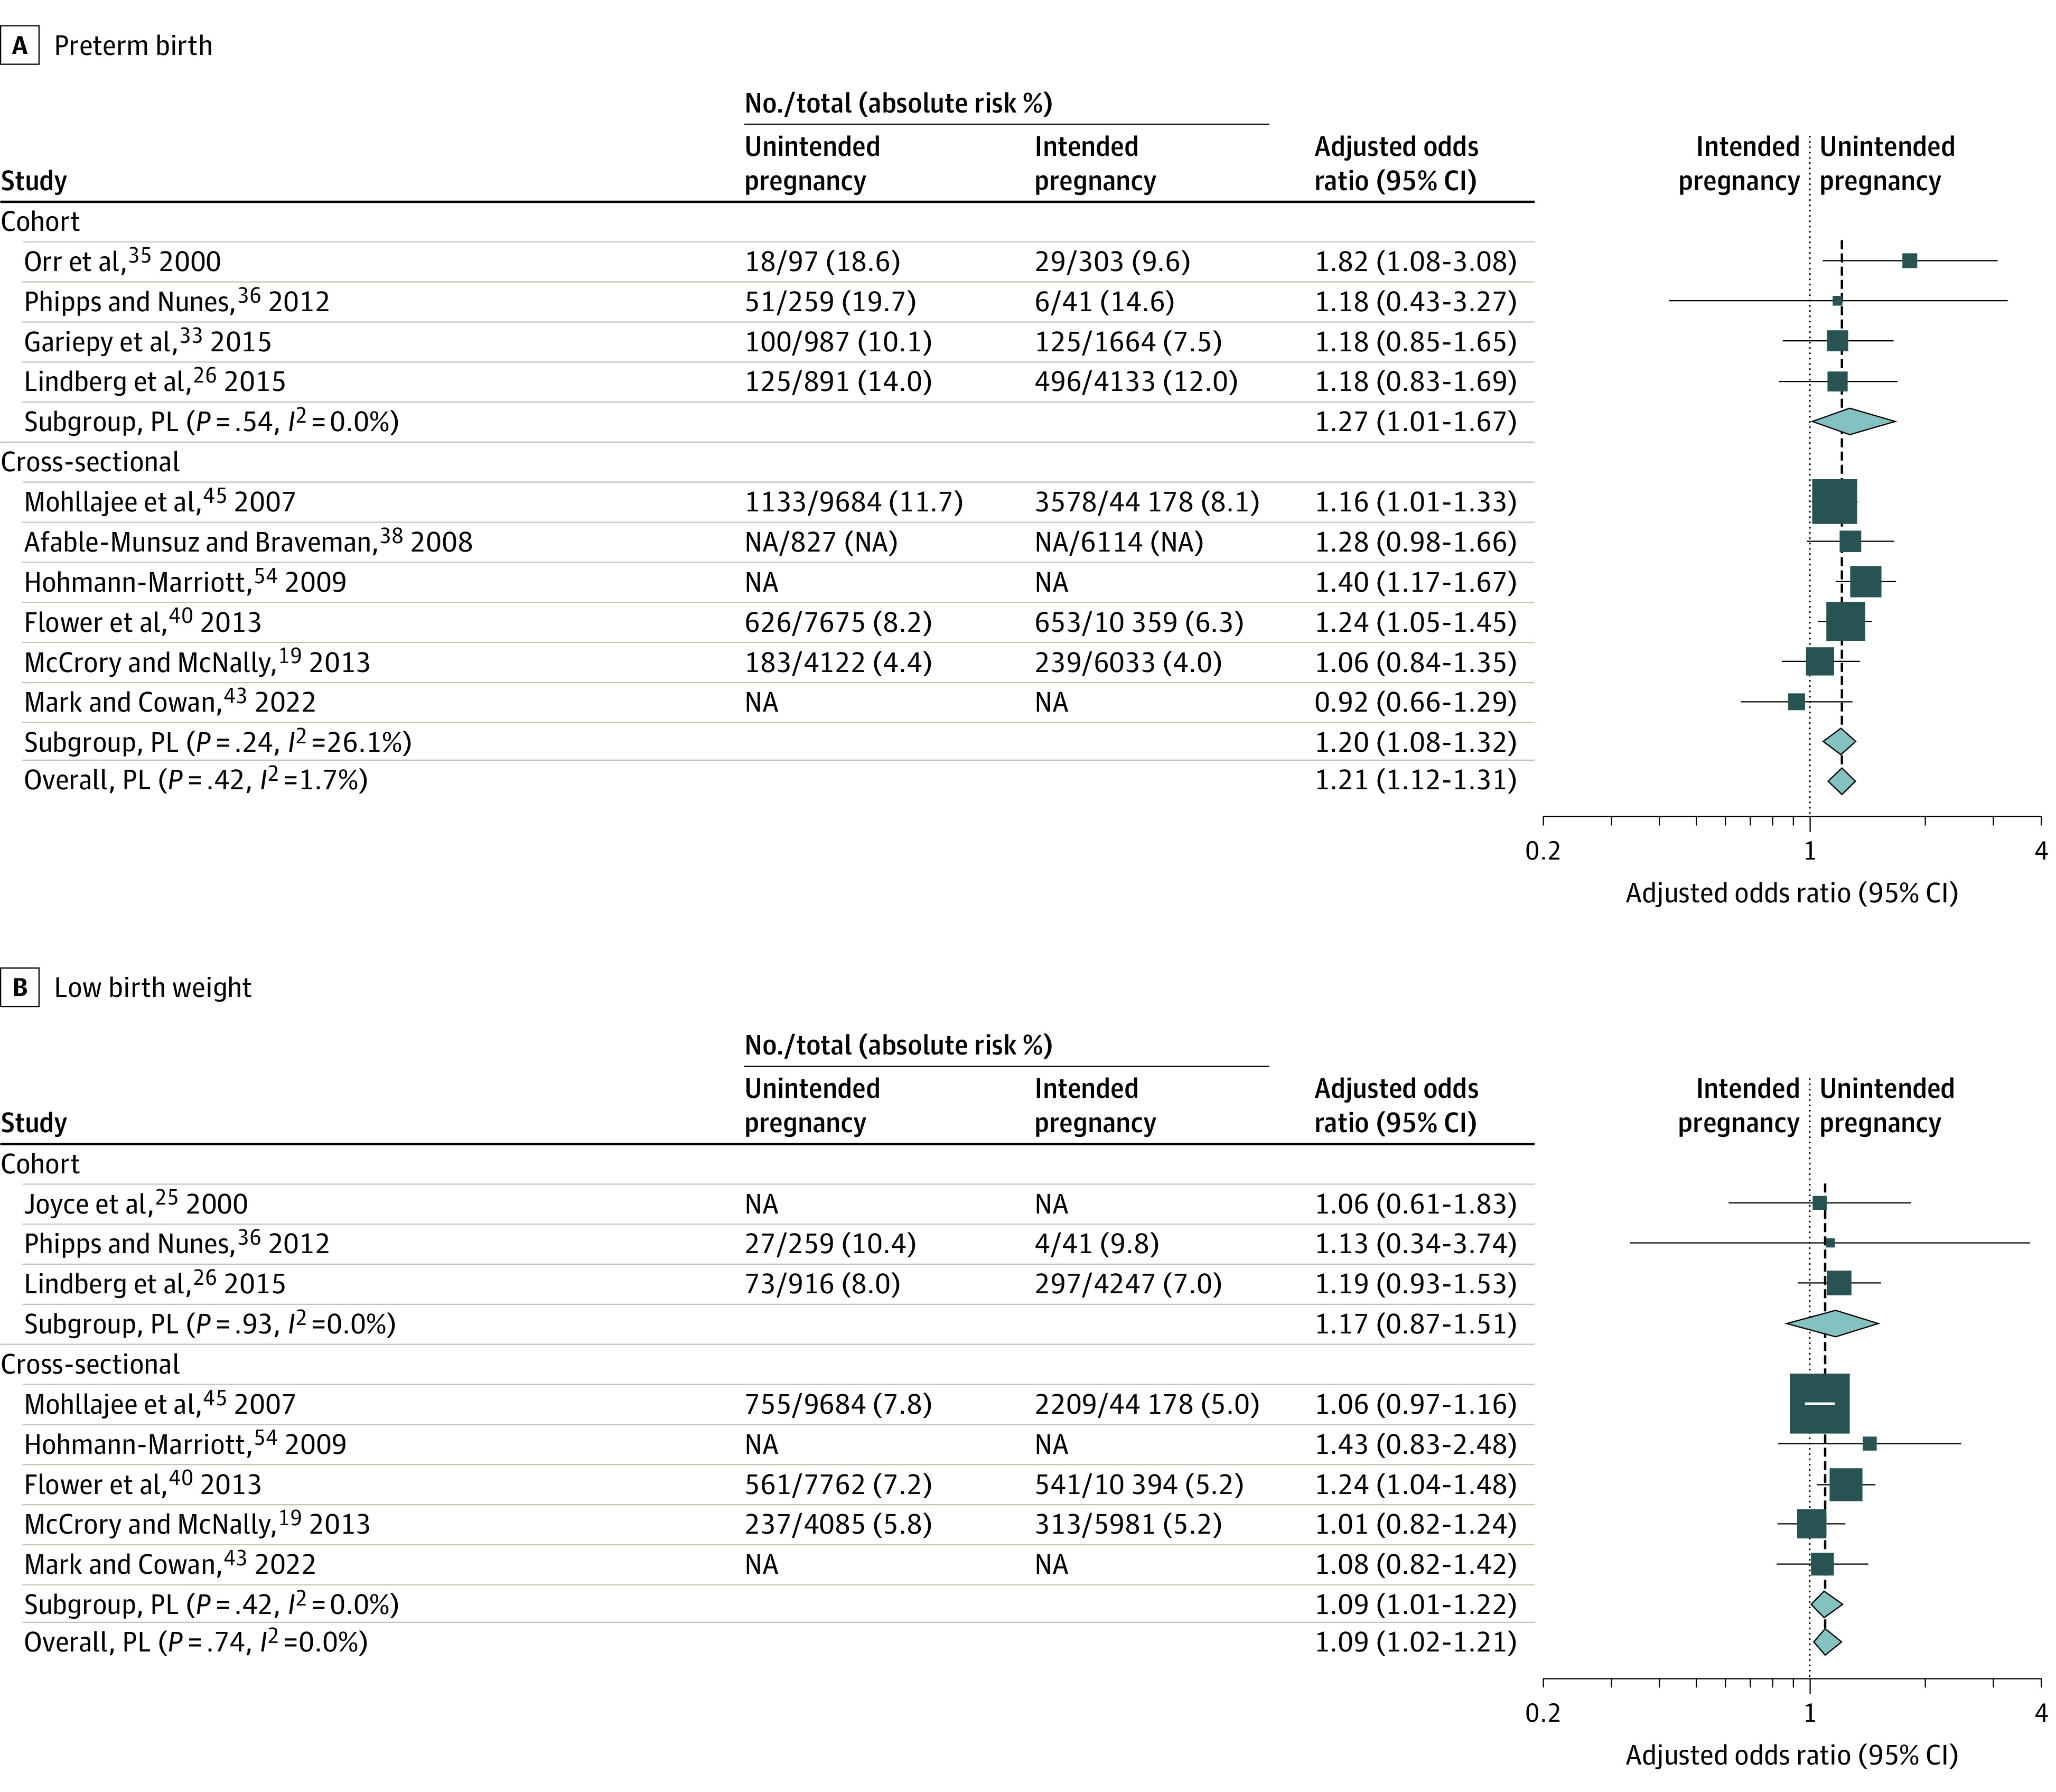 A Preterm birth
No./total (absolute risk %)
Unintended pregnancy
Intended pregnancy
Adjusted odds ratio (95% CI)
Intended pregnancy
Unintended pregnancy
Study
Cohort
Orr et al,35 2000 18/97 (18.6) 29/303 (9.6) 1.82 (1.08-3.08)
Phipps and Nunes,36 2012 51/259 (19.7) 6/41 (14.6) 1.18 (0.43-3.27)
Gariepy et al,33 2015 100/987 (10.1) 125/1664 (7.5) 1.18 (0.85-1.65)
Lindberg et al,26 2015 125/891 (14.0) 496/4133 (12.0) 1.18 (0.83-1.69)
Subgroup, PL (P = .54, I2 = 0.0%) 1.27 (1.01-1.67)
Cross-sectional
Mohllajee et al,45 2007 1133/9684 (11.7) 3578/44 178 (8.1) 1.16 (1.01-1.33)
Afable-Munsuz and Braveman,38 2008 NA/827 (NA) NA/6114 (NA) 1.28 (0.98-1.66)
Hohmann-Marriott,54 2009 NA NA 1.40 (1.17-1.67)
Flower et al,40 2013 626/7675 (8.2) 653/10 359 (6.3) 1.24 (1.05-1.45)
McCrory and McNally,19 2013 183/4122 (4.4) 239/6033 (4.0) 1.06 (0.84-1.35)
Mark and Cowan,43 2022 NA NA 0.92 (0.66-1.29)
Subgroup, PL (P = .24, I2 =26.1%) 1.20 (1.08-1.32)
Overall, PL (P = .42, I2 =1.7%) 1.21 (1.12-1.31)
0.2 1 4
Adjusted odds ratio (95% CI)
B Low birth weight
No./total (absolute risk %)
Unintended pregnancy
Intended pregnancy
Adjusted odds ratio (95% CI)
Intended pregnancy
Unintended pregnancy
Study
Cohort
Joyce et al,25 2000 NA NA 1.06 (0.61-1.83)
Phipps and Nunes,36 2012 27/259 (10.4) 4/41 (9.8) 1.13 (0.34-3.74)
Lindberg et al,26 2015 73/916 (8.0) 297/4247 (7.0) 1.19 (0.93-1.53)
Subgroup, PL (P = .93, I2 =0.0%) 1.17 (0.87-1.51)
Cross-sectional
Mohllajee et al,45 2007 755/9684 (7.8) 2209/44 178 (5.0) 1.06 (0.97-1.16)
Hohmann-Marriott,54 2009 NA NA 1.43 (0.83-2.48)
Flower et al,40 2013 561/7762 (7.2) 541/10 394 (5.2) 1.24 (1.04-1.48)
McCrory and McNally,19 2013 237/4085 (5.8) 313/5981 (5.2) 1.01 (0.82-1.24)
Mark and Cowan,43 2022 NA NA 1.08 (0.82-1.42)
Subgroup, PL (P = .42, I2 = 0.0%) 1.09 (1.01-1.22)
Overall, PL (P = .74, I2 =0.0%) 1.09 (1.02-1.21)
0.2 1 4
Adjusted odds ratio (95% CI)